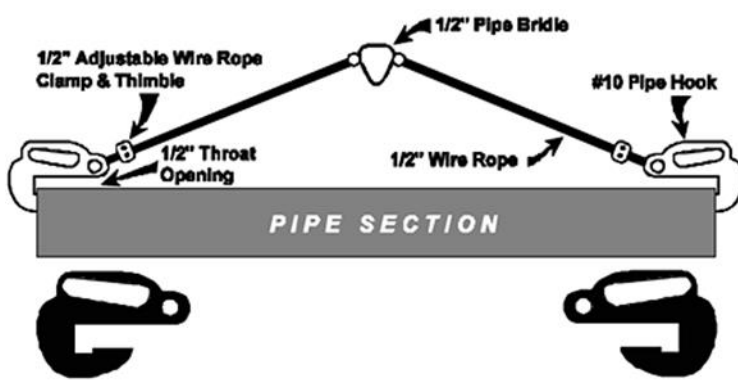 1/2" Pipe Bridle
1/2" Adjustable Wire Rope
Clamp & Thimble
#10 Pipe Hook
1/2" Throat
Opening
1/2" Wire Rope
PIPE SECTION